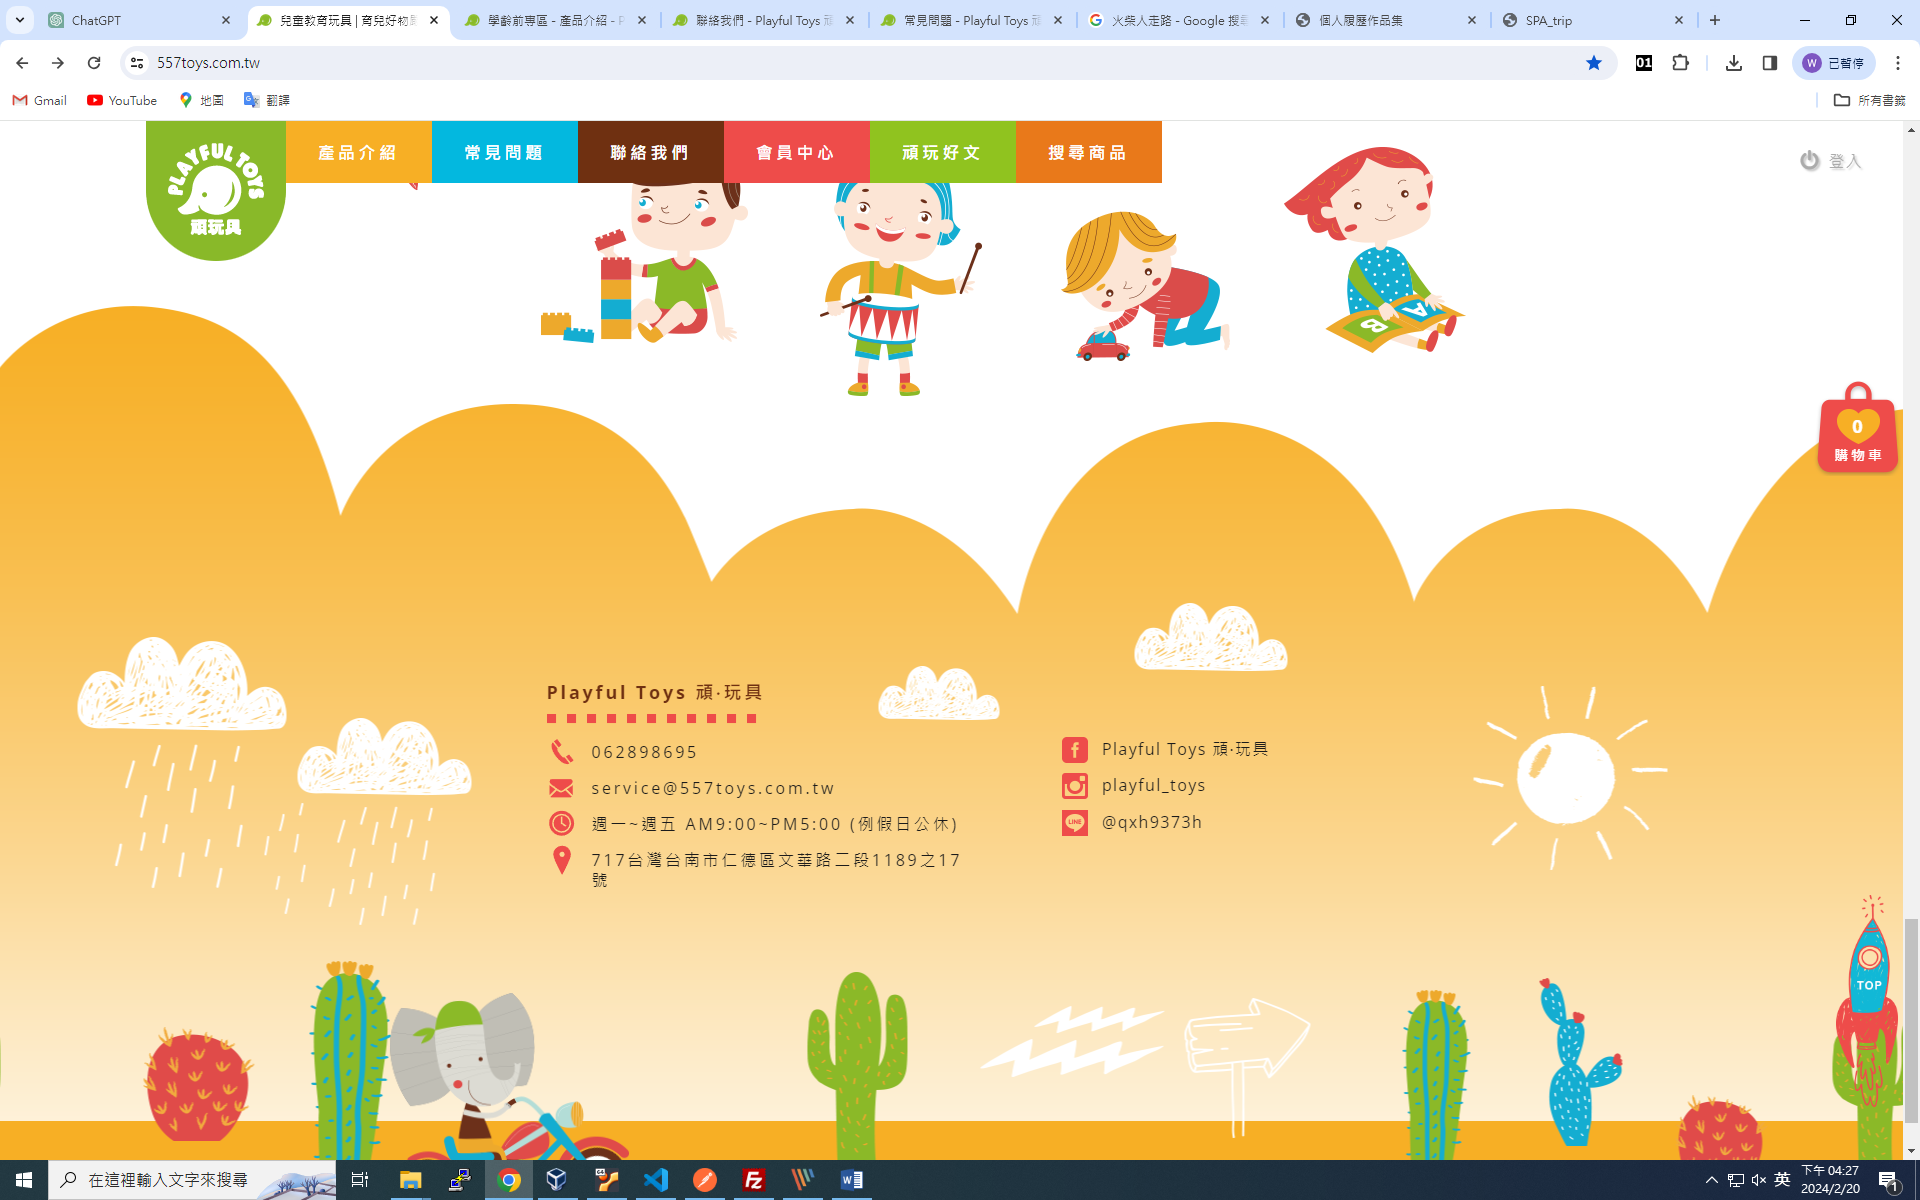 ChatGPT
兒童教育玩具 | 育兒好物
學齡前專區 - 產品介紹 - P
聯絡我們 - Playful Toys 頑
常見問題 - Playful Toys 頑
火柴人走路 - Google 搜尋
個人履歷作品集
SPA_trip
557toys.com.tw
01
W 已暫停
Gmail
YouTube
地圖
翻譯
所有書籤
PLAYFUL TOYS
頑玩具
產品介紹
常見問題
聯絡我們
會員中心
頑玩好文
搜尋商品
登入
B A
0
購物車
Playful Toys 頑·玩具
062898695
service@557toys.com.tw
週一~週五 AM9:00~PM5:00 (例假日公休)
717台灣台南市仁德區文華路二段1189之17
號
Playful Toys 頑·玩具
playful_toys
LINE
@qxh9373h
TOP
在這裡輸入文字來搜尋
英
下午 04:27
2024/2/20
1